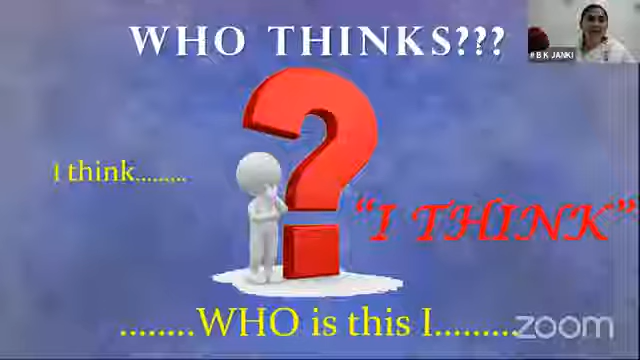 WHO THINKS???
# B K JANKI
I think.........
"I THINK"
........WHO is this I.........
zoom